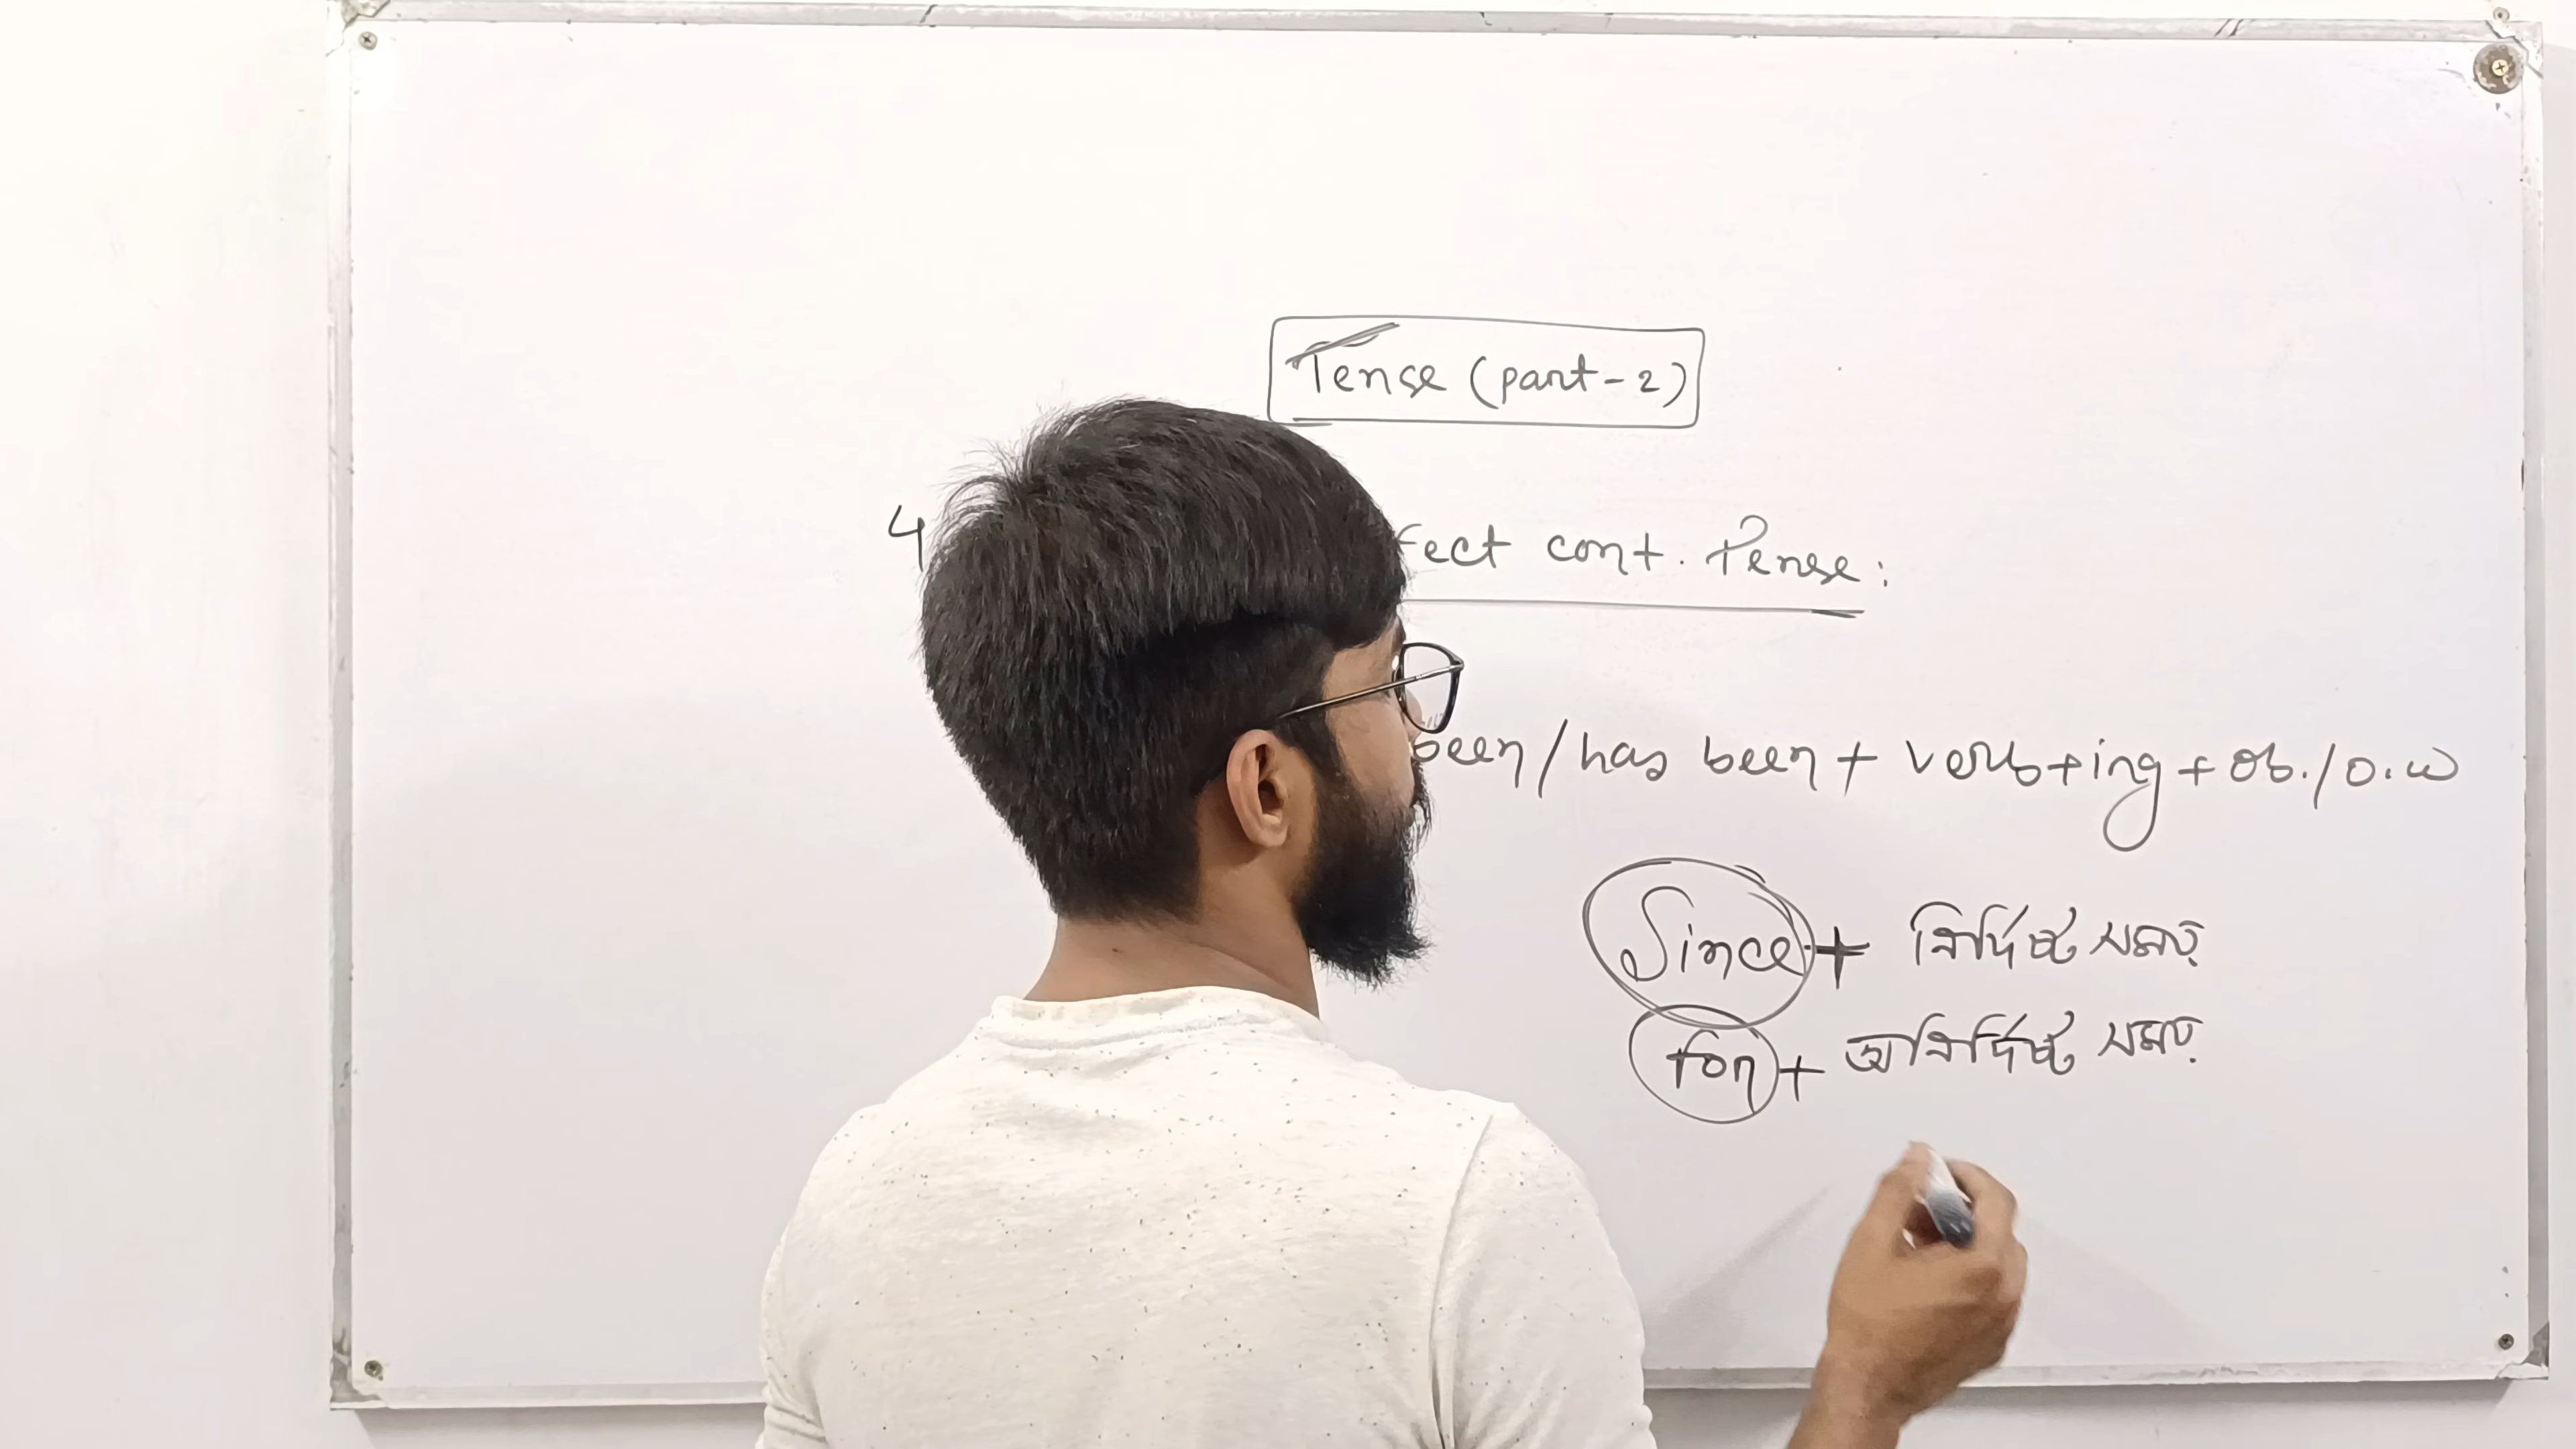 Tense (part-2)
4 fect cont. Tense:
been/has been + verb+ing + ob./o.w
Since + নির্দিষ্ট সময়
for + অনির্দিষ্ট সময়